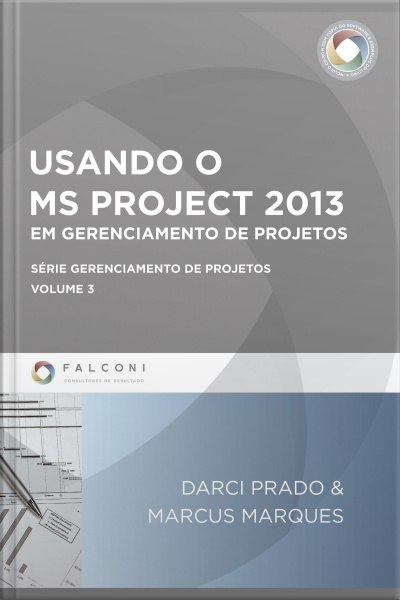 USANDO O
MS PROJECT 2013
EM GERENCIAMENTO DE PROJETOS
SÉRIE GERENCIAMENTO DE PROJETOS
VOLUME 3
FALCONI
CONSULTORES DE RESULTADO
DARCI PRADO &
MARCUS MARQUES